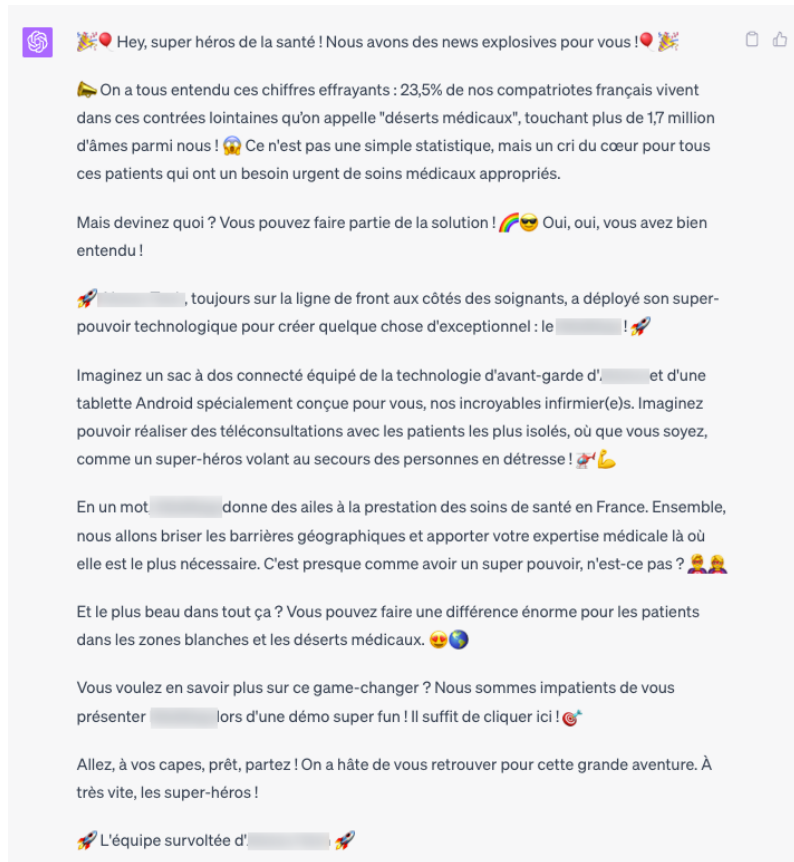 🎉🎈 Hey, super héros de la santé ! Nous avons des news explosives pour vous !🎈 🎉
📣 On a tous entendu ces chiffres effrayants : 23,5% de nos compatriotes français vivent
dans ces contrées lointaines qu'on appelle "déserts médicaux", touchant plus de 1,7 million
d'âmes parmi nous ! 😱 Ce n'est pas une simple statistique, mais un cri du cœur pour tous
ces patients qui ont un besoin urgent de soins médicaux appropriés.
Mais devinez quoi ? Vous pouvez faire partie de la solution ! 🌈😎 Oui, oui, vous avez bien
entendu !
🚀 , toujours sur la ligne de front aux côtés des soignants, a déployé son super-
pouvoir technologique pour créer quelque chose d'exceptionnel : le ! 🚀
Imaginez un sac à dos connecté équipé de la technologie d'avant-garde d' et d'une
tablette Android spécialement conçue pour vous, nos incroyables infirmier(e)s. Imaginez
pouvoir réaliser des téléconsultations avec les patients les plus isolés, où que vous soyez,
comme un super-héros volant au secours des personnes en détresse ! 🚁💪
En un mot donne des ailes à la prestation des soins de santé en France. Ensemble,
nous allons briser les barrières géographiques et apporter votre expertise médicale là où
elle est le plus nécessaire. C'est presque comme avoir un super pouvoir, n'est-ce pas ? 🦸‍♂️🦸‍♀️
Et le plus beau dans tout ça ? Vous pouvez faire une différence énorme pour les patients
dans les zones blanches et les déserts médicaux. 😍🌎
Vous voulez en savoir plus sur ce game-changer ? Nous sommes impatients de vous
présenter lors d'une démo super fun ! Il suffit de cliquer ici ! 🎯
Allez, à vos capes, prêt, partez ! On a hâte de vous retrouver pour cette grande aventure. À
très vite, les super-héros !
🚀 L'équipe survoltée d' 🚀